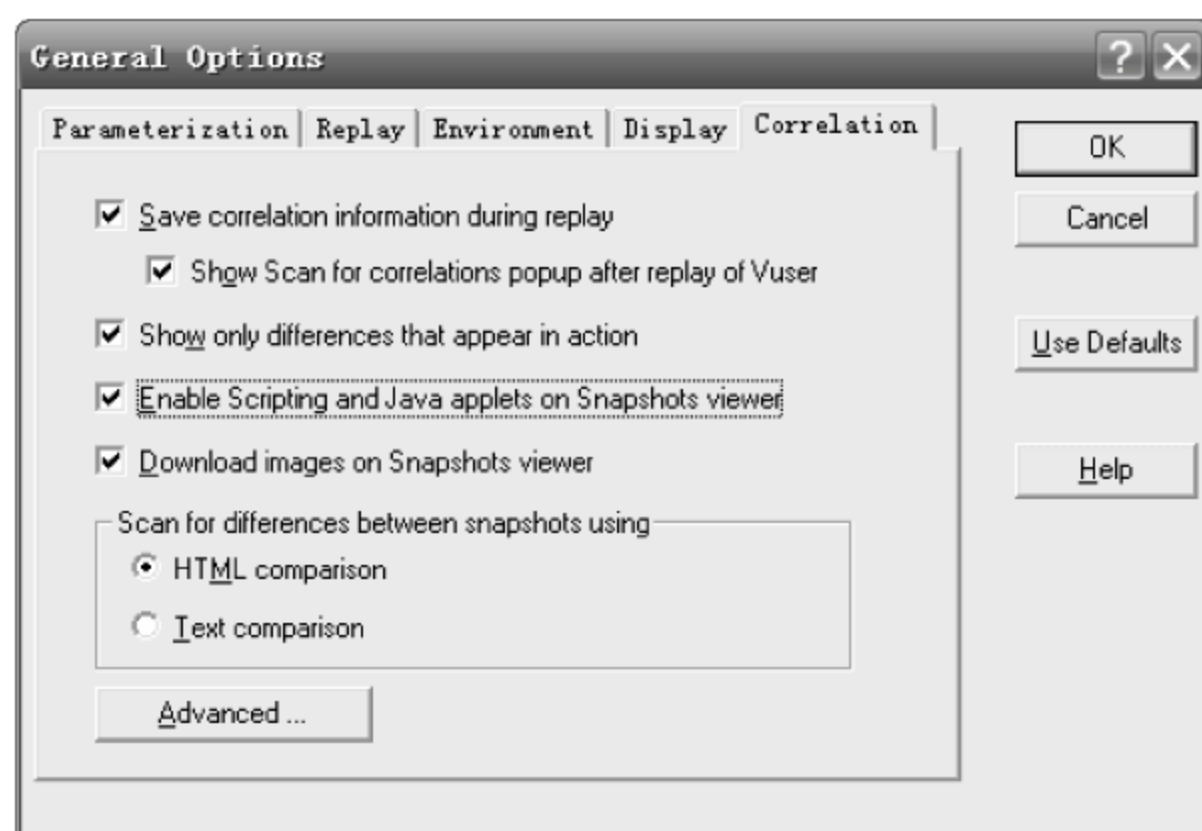 General Options
Parameterization Replay Environment Display Correlation
OK
Save correlation information during replay
Cancel
Show Scan for correlations popup after replay of Vuser
Show only differences that appear in action
Use Defaults
Enable Scripting and Java applets on Snapshots viewer
Download images on Snapshots viewer
Help
Scan for differences between snapshots using
HTML comparison
Text comparison
Advanced ...